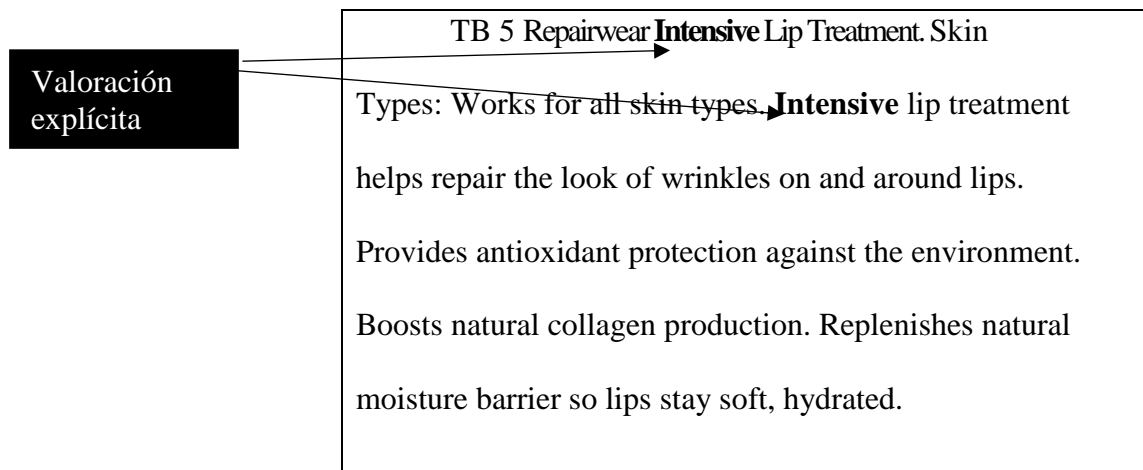 Valoración
explícita
TB 5 Repairwear Intensive Lip Treatment. Skin
Types: Works for all skin types. Intensive lip treatment
helps repair the look of wrinkles on and around lips.
Provides antioxidant protection against the environment.
Boosts natural collagen production. Replenishes natural
moisture barrier so lips stay soft, hydrated.